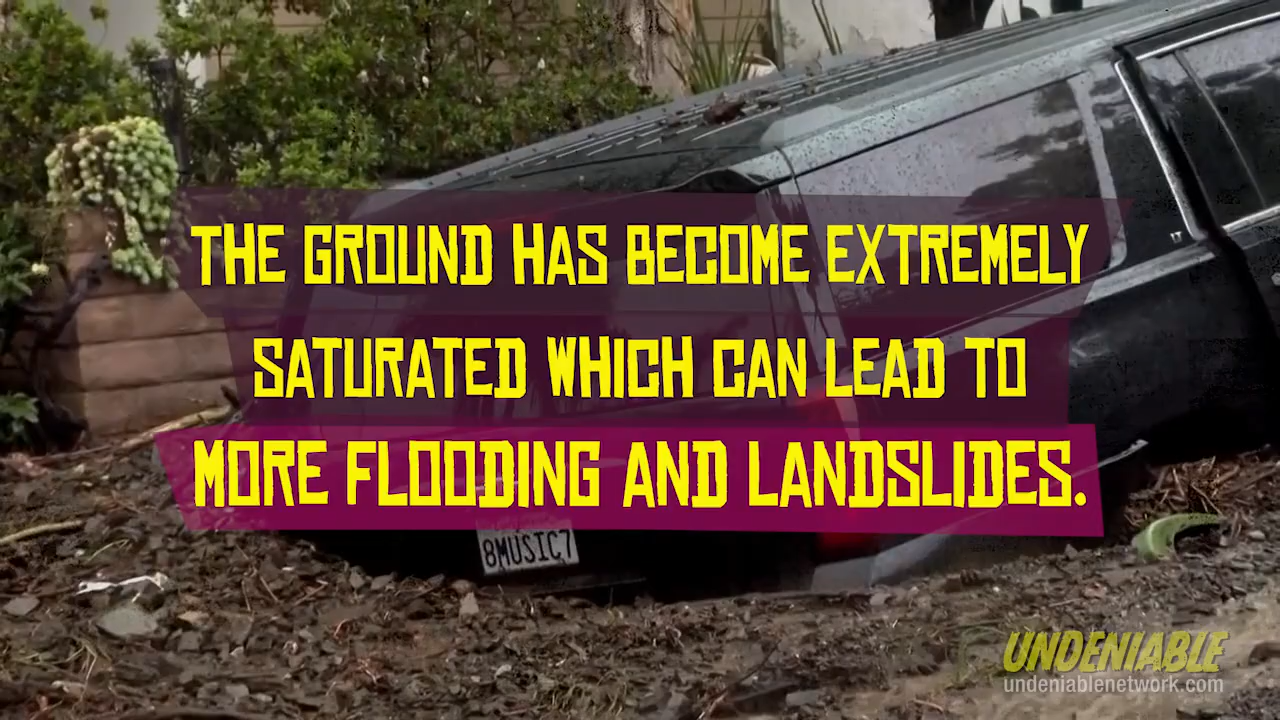 THE GROUND HAS BECOME EXTREMELY
SATURATED WHICH CAN LEAD TO
MORE FLOODING AND LANDSLIDES.
8MUSIC7
UNDENIABLE
undeniablenetwork.com